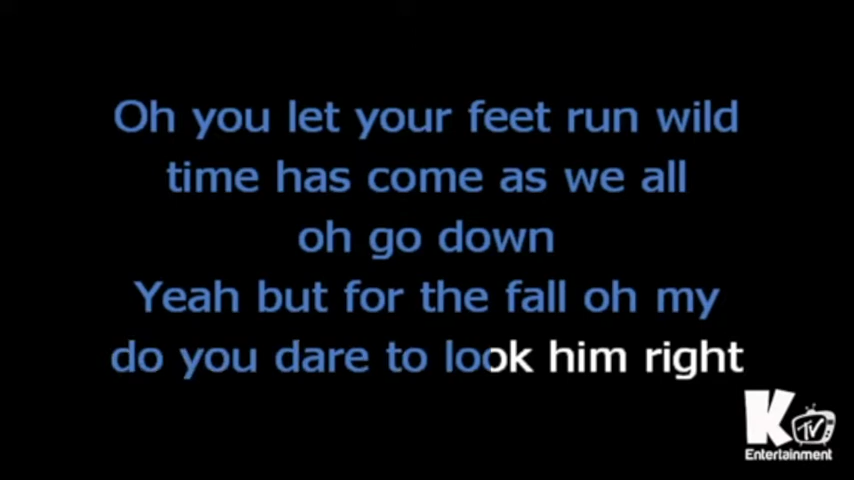 Oh you let your feet run wild
time has come as we all
oh go down
Yeah but for the fall oh my
do you dare to look him right
K
TV
Entertainment